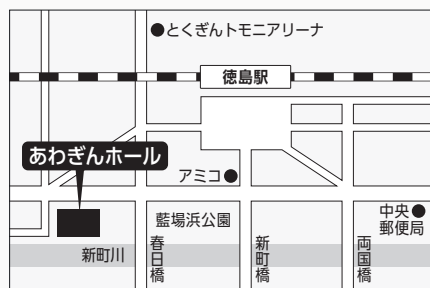 ●とくぎんトモニアリーナ
徳島駅
あわぎんホール
アミコ●
藍場浜公園
中央●
郵便局
新町川
春日橋
新町橋
両国橋